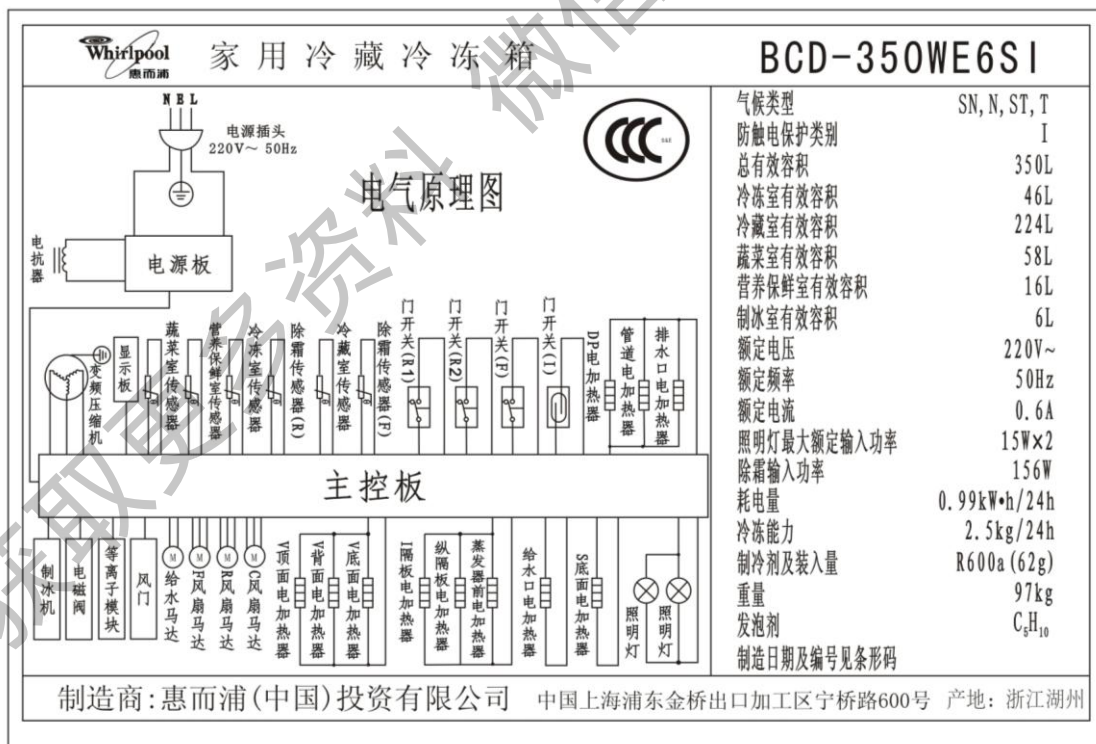 Whirlpool
惠而浦
家用冷藏冷冻箱
BCD-350WE6SI
N E L
电源插头
220V~ 50Hz
电气原理图
电抗器
电源板
变频压缩机
显示板
蔬菜室传感器
营养保鲜室传感器
冷冻室传感器
除霜传感器(R)
冷藏室传感器
除霜传感器(F)
门开关(R1)
门开关(R2)
门开关(F)
门开关(I)
DP电加热器
管道电加热器
排水口电加热器
主控板
制冰机
电磁阀
等离子模块
风门
M
给水马达
M
F风扇马达
M
R风扇马达
M
C风扇马达
V顶面电加热器
V背面电加热器
V底面电加热器
I隔板电加热器
纵隔板电加热器
蒸发器前电加热器
给水口电加热器
S底面电加热器
照明灯
照明灯
气候类型 SN, N, ST, T
防触电保护类别 I
总有效容积 350L
冷冻室有效容积 46L
冷藏室有效容积 224L
蔬菜室有效容积 58L
营养保鲜室有效容积 16L
制冰室有效容积 6L
额定电压 220V~
额定频率 50Hz
额定电流 0.6A
照明灯最大额定输入功率 15W×2
除霜输入功率 156W
耗电量 0.99kW•h/24h
冷冻能力 2.5kg/24h
制冷剂及装入量 R600a(62g)
重量 97kg
发泡剂 C₅H₁₀
制造日期及编号见条形码
制造商:惠而浦(中国)投资有限公司 中国上海浦东金桥出口加工区宁桥路600号 产地: 浙江湖州
获取更多资料 微信